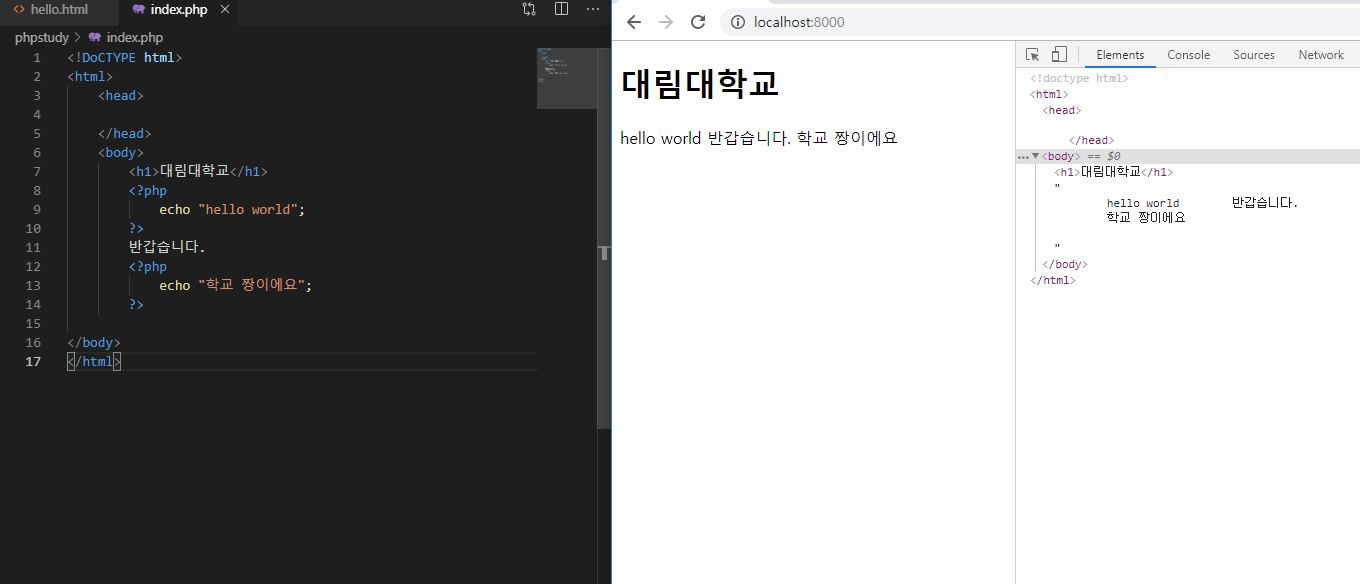 hello.html index.php
phpstudy > index.php
1 <!DoCTYPE html>
2 <html>
3 <head>
4
5 </head>
6 <body>
7 <h1>대림대학교</h1>
8 <?php
9 echo "hello world";
10 ?>
11 반갑습니다.
12 <?php
13 echo "학교 짱이에요";
14 ?>
15
16 </body>
17 </html>
localhost:8000
대림대학교
hello world 반갑습니다. 학교 짱이에요
Elements Console Sources Network
<!doctype html>
<html>
<head>
</head>
<body> == $0
<h1>대림대학교</h1>
"
hello world 반갑습니다.
학교 짱이에요
"
</body>
</html>